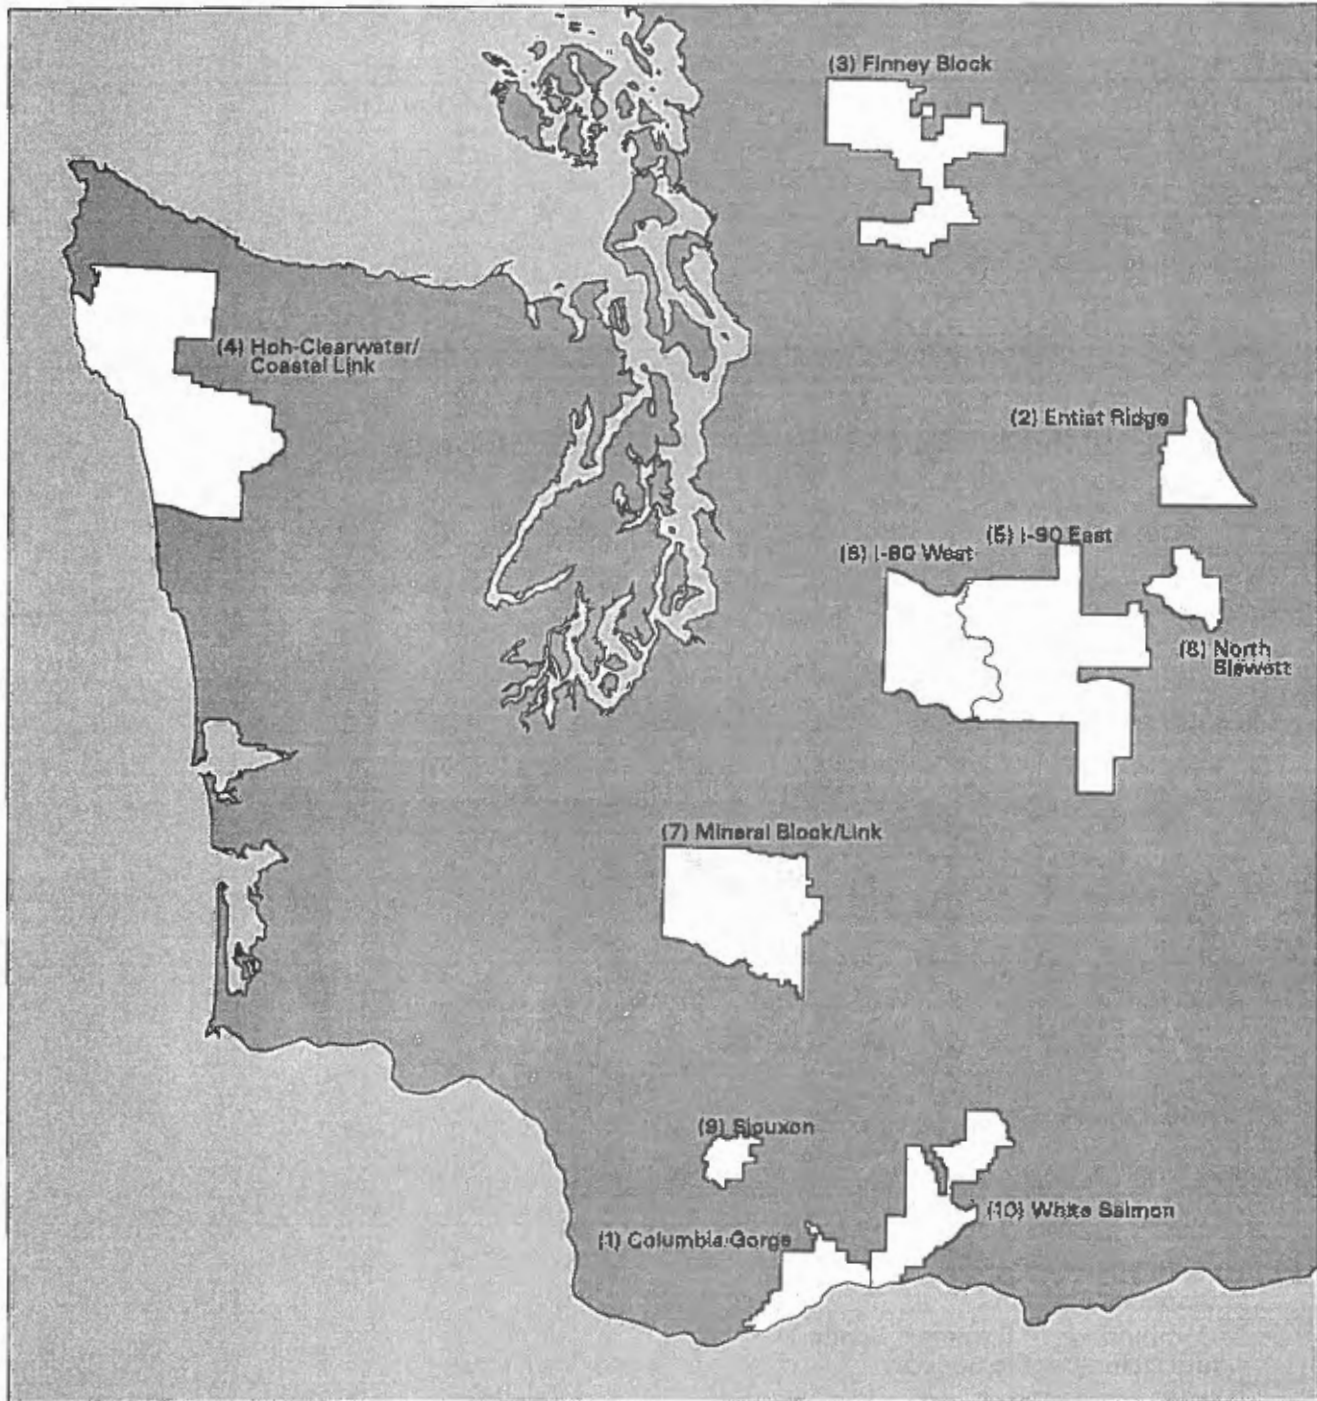 (3) Finney Block
(4) Hoh-Clearwater/
Coastal Link
(2) Entiat Ridge
(5) I-90 East
(6) I-90 West
(8) North
Blewett
(7) Mineral Block/Link
(9) Siouxon
(10) White Salmon
(1) Columbia Gorge